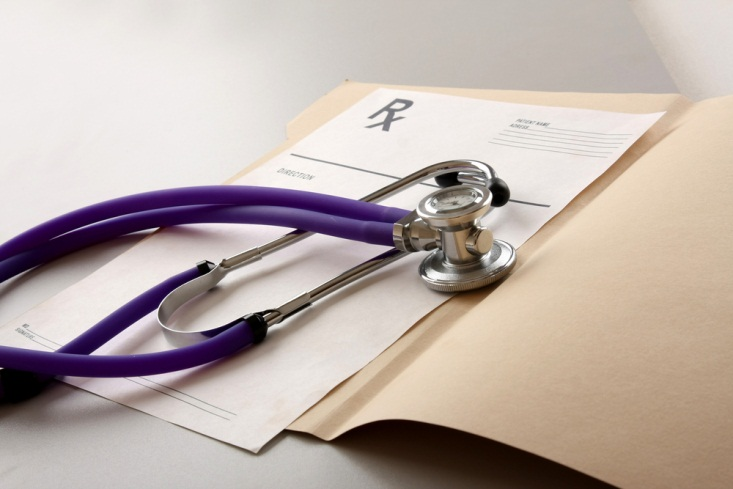 Rx
PATIENT NAME
ADRESS
DIRECTION